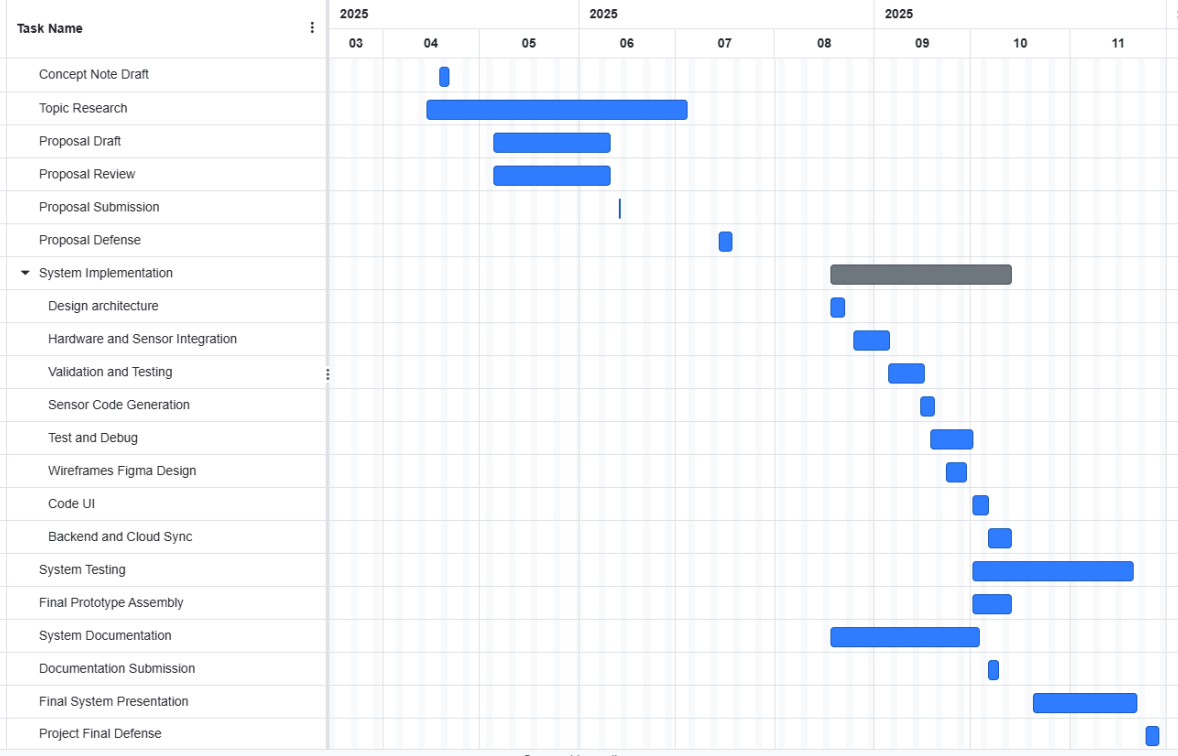 2025 2025 2025
Task Name
03 04 05 06 07 08 09 10 11
Concept Note Draft
Topic Research
Proposal Draft
Proposal Review
Proposal Submission
Proposal Defense
System Implementation
Design architecture
Hardware and Sensor Integration
Validation and Testing
Sensor Code Generation
Test and Debug
Wireframes Figma Design
Code UI
Backend and Cloud Sync
System Testing
Final Prototype Assembly
System Documentation
Documentation Submission
Final System Presentation
Project Final Defense